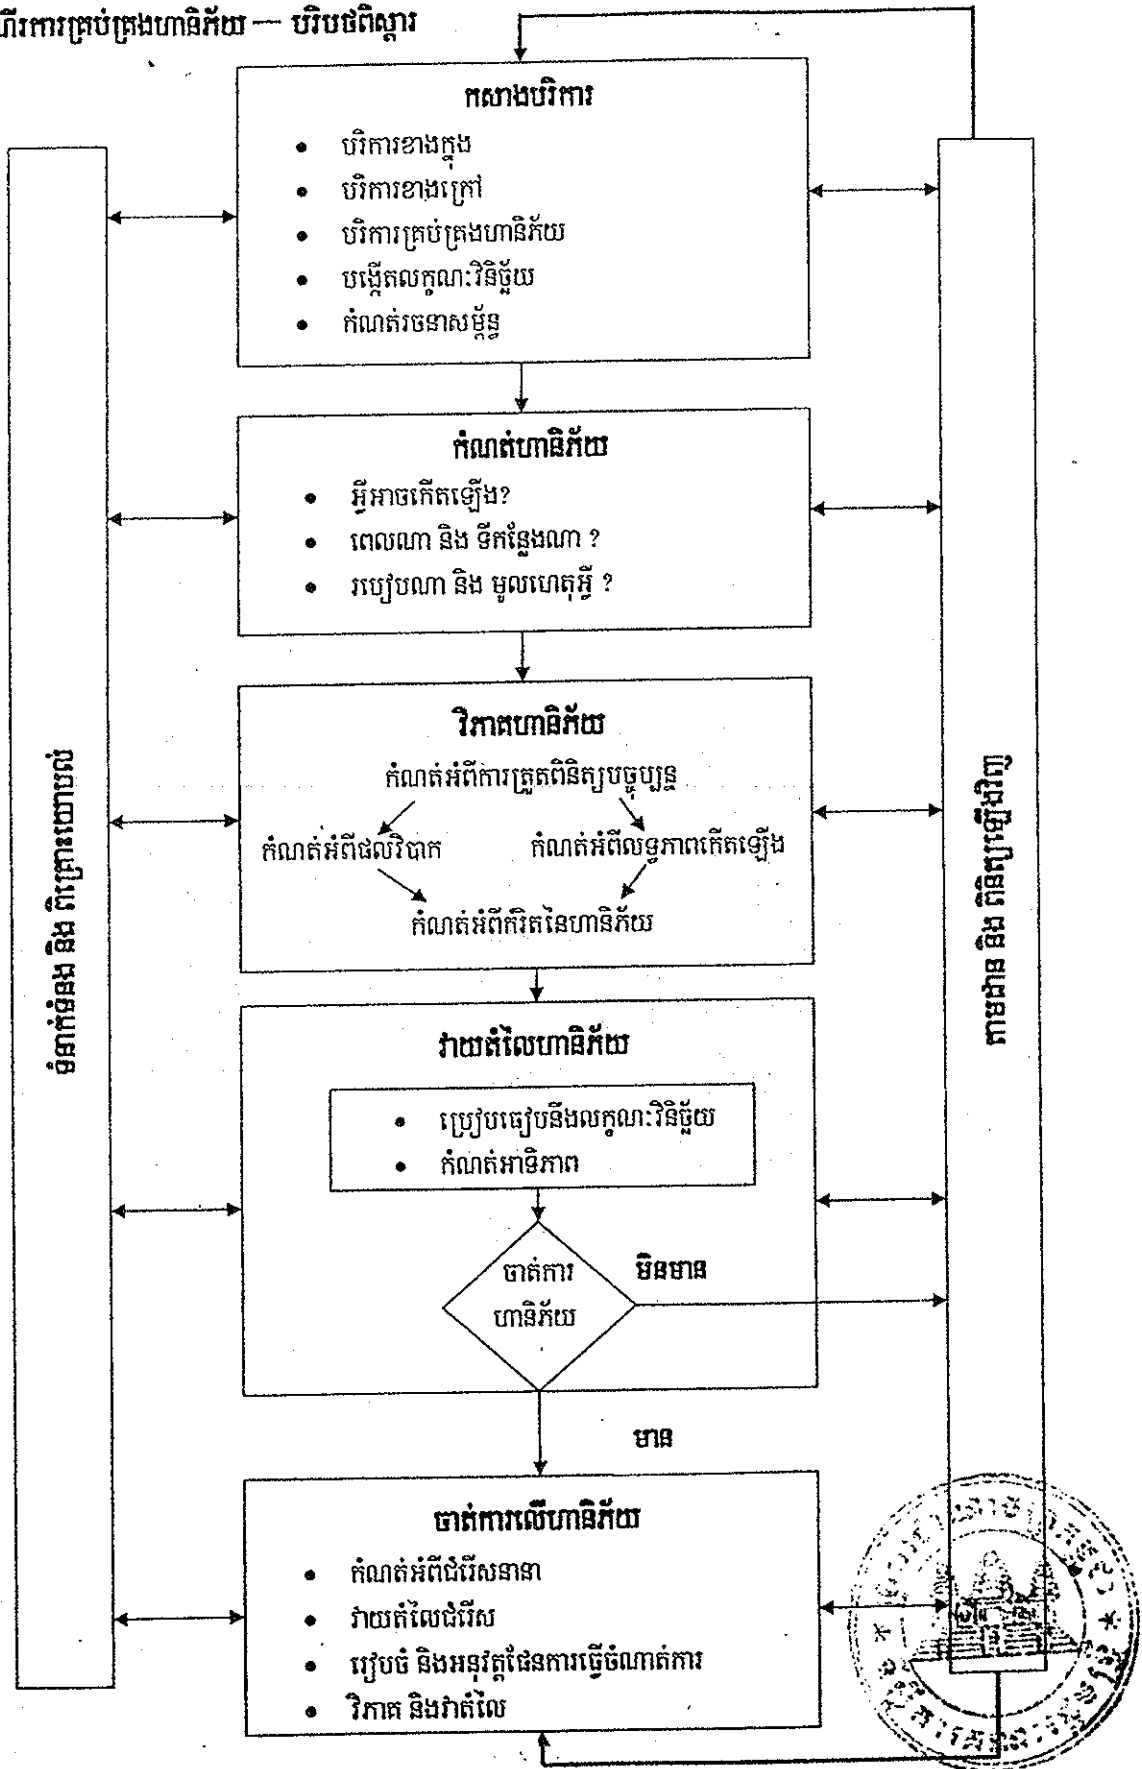 ការគ្រប់គ្រងហានិភ័យ — បរិបថពិស្តារ
កសាងបរិការ
• បរិការខាងក្នុង
• បរិការខាងក្រៅ
• បរិការគ្រប់គ្រងហានិភ័យ
• បង្កើតលក្ខណៈវិនិច្ឆ័យ
• កំណត់រចនាសម្ព័ន្ធ
កំណត់ហានិភ័យ
• អ្វីអាចកើតឡើង?
• ពេលណា និង ទីកន្លែងណា ?
• របៀបណា និង មូលហេតុអ្វី ?
វិភាគហានិភ័យ
កំណត់អំពីការត្រួតពិនិត្យបច្ចុប្បន្ន
កំណត់អំពីផលវិបាក
កំណត់អំពីលទ្ធភាពកើតឡើង
កំណត់អំពីកំរិតនៃហានិភ័យ
វាយតំលៃហានិភ័យ
• ប្រៀបធៀបនឹងលក្ខណៈវិនិច្ឆ័យ
• កំណត់អាទិភាព
ចាត់ការ
ហានិភ័យ
មិនមាន
មាន
ចាត់ការលើហានិភ័យ
• កំណត់អំពីជំរើសនានា
• វាយតំលៃជំរើស
• រៀបចំ និងអនុវត្តផែនការធ្វើចំណាត់ការ
• វិភាគ និងវាតំលៃ
ទំនាក់ទំនង និង ពិគ្រោះយោបល់
តាមដាន និង ពិនិត្យឡើងវិញ